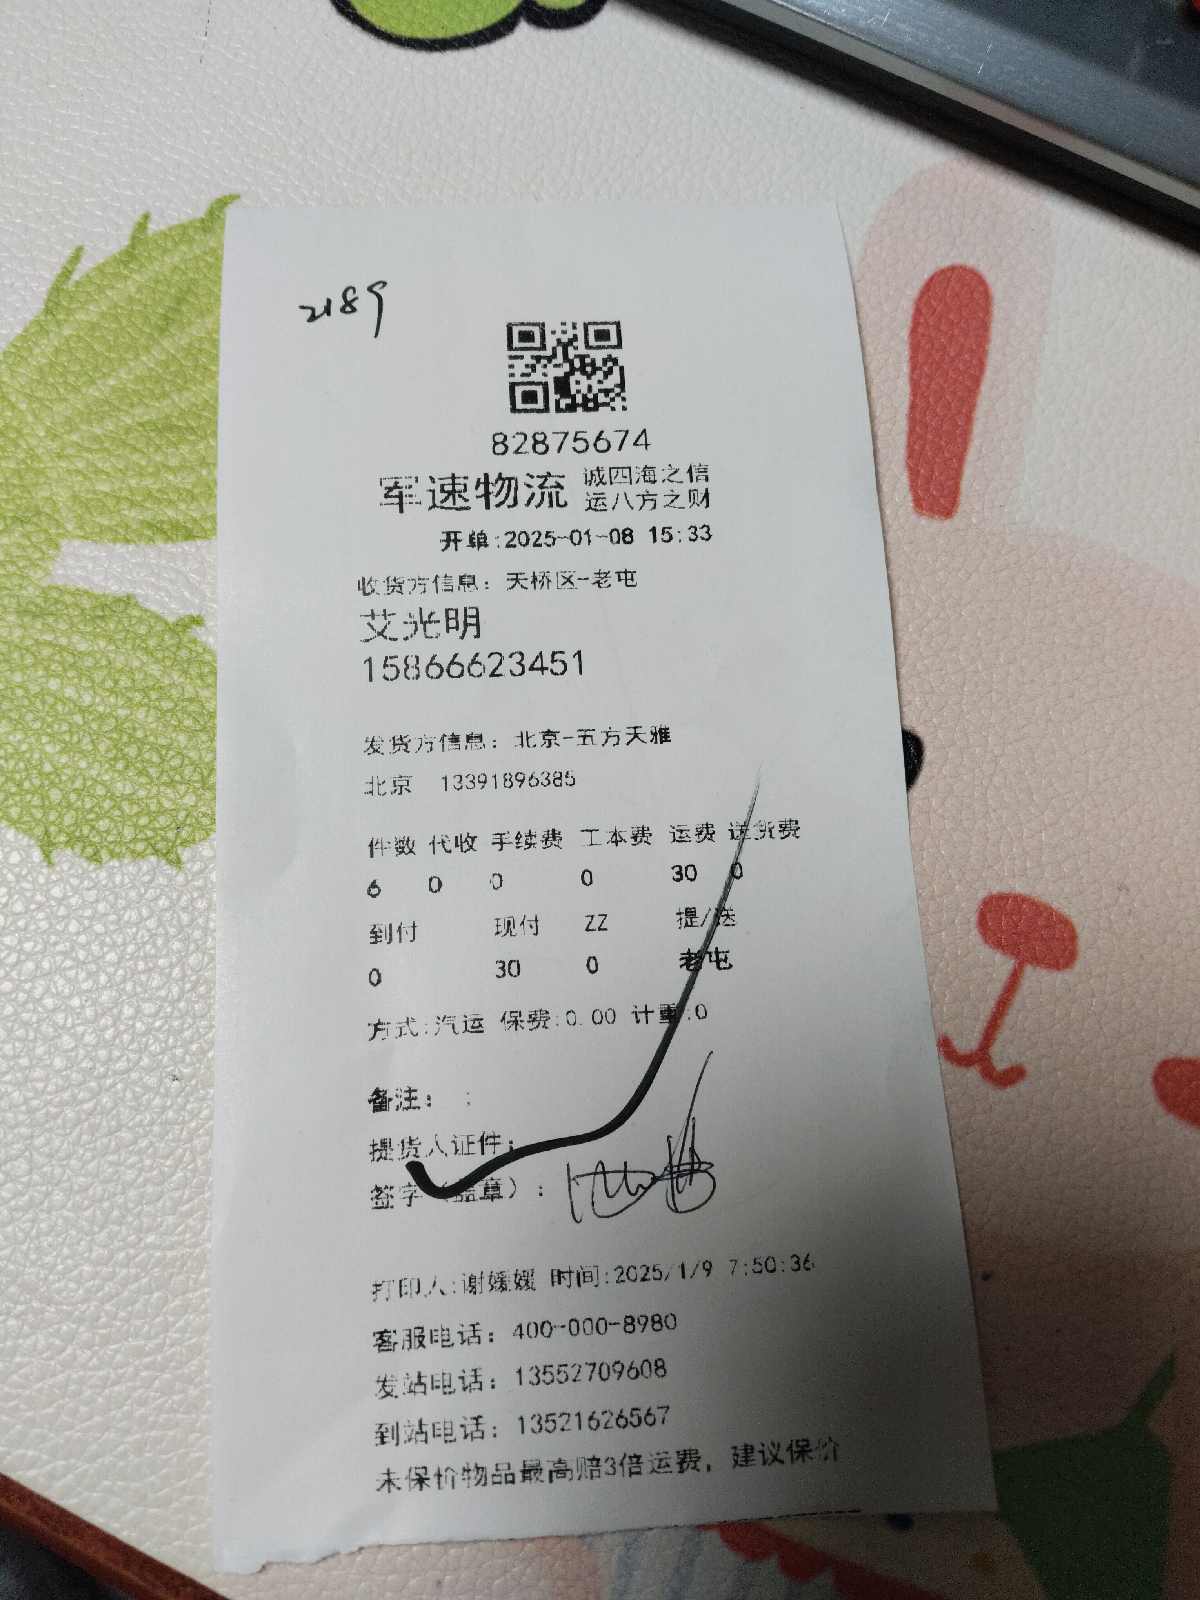 2189
82875674
军速物流 诚四海之信
运八方之财
开单:2025-01-08 15:33
收货方信息：天桥区-老屯
艾光明
15866623451
发货方信息：北京-五方天雅
北京 13391896385
件数 代收 手续费 工本费 运费 送货费
6 0 0 0 30 0
到付 现付 ZZ 提/送
0 30 0 老屯
方式:汽运 保费:0.00 计重:0
备注： :
提货人证件:
签字（盖章）:
打印人:谢媛媛 时间:2025/1/9 7:50:36
客服电话：400-000-8980
发站电话：13552709608
到站电话：13521626567
未保价物品最高赔3倍运费，建议保价